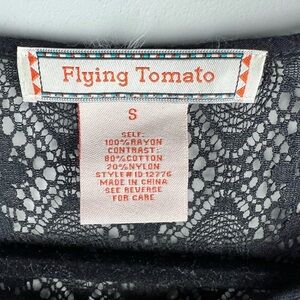 Flying Tomato
S
SELF:
100%RAYON
CONTRAST:
80%COTTON
20%NYLON
STYLE#ID12776
MADE IN CHINA
SEE REVERSE
FOR CARE